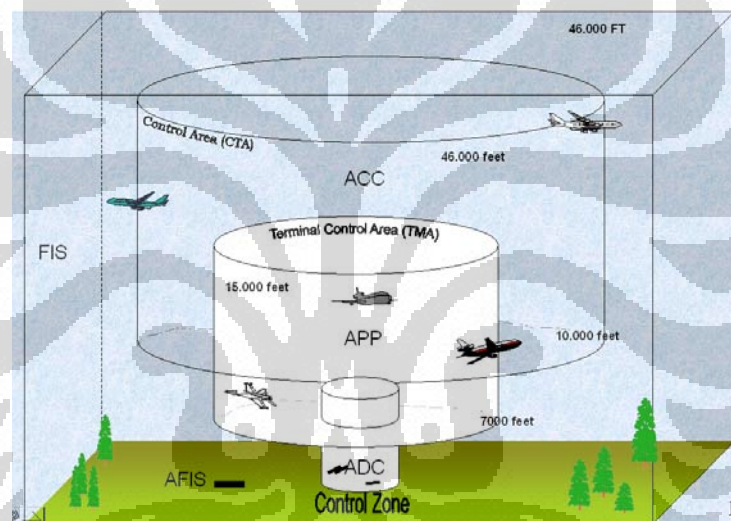 46.000 FT
Control Area (CTA)
46.000 feet
ACC
FIS
Terminal Control Area (TMA)
15.000 feet
APP
10.000 feet
7000 feet
ADC
AFIS
Control Zone